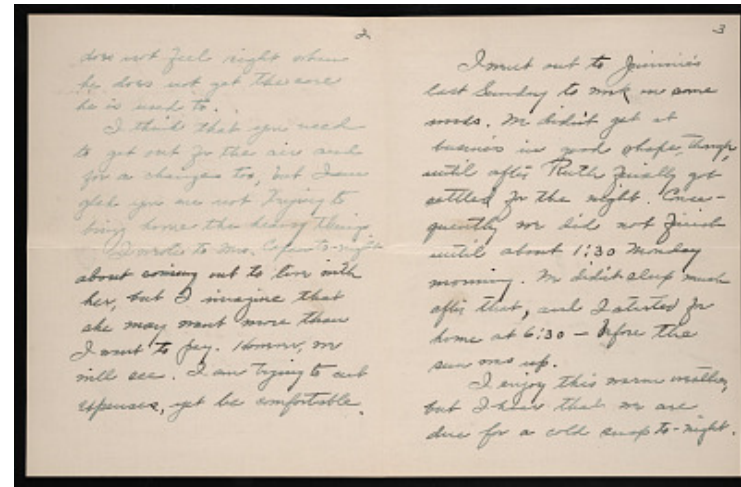 2
does not feel right when
he does not get the care
he is used to.
I think that you need
to get out for the air and
for a change too, but I am
glad you are not trying to
bring home the heavy things.
I wrote to Mrs. to-night
about coming out to live with
her, but I imagine that
she may want more than
I want to pay. However, we
will see. I am trying to cut
expenses, yet be comfortable.
3
I went out to Jimmie's
last Sunday to work on some
words. We didn't get at
business in good shape, though,
until after Ruth finally got
settled for the night. Conse-
quently we did not finish
until about 1:30 Monday
morning. We didn't sleep much
after that, and I started for
home at 6:30 — before the
sun was up.
I enjoy this warm weather,
but I hear that we are
due for a cold snap to-night.